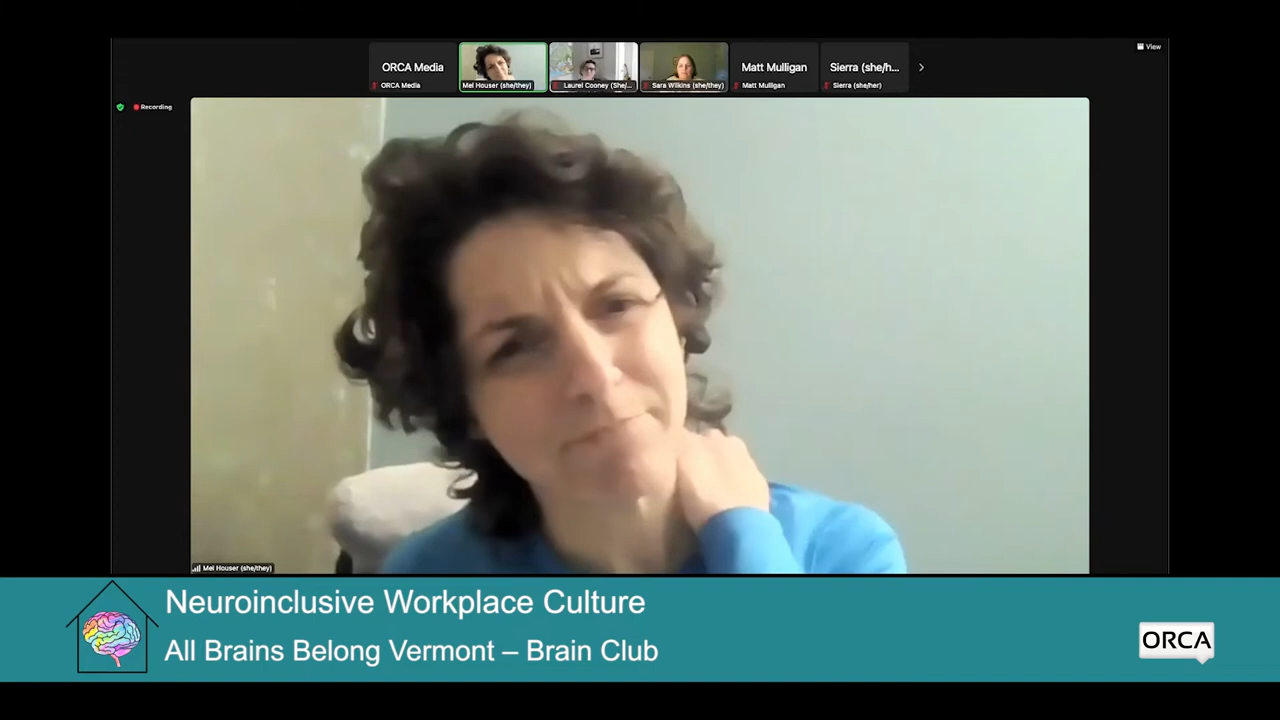 View
ORCA Media
Matt Mulligan
Sierra (she/h...
ORCA Media
Mel Houser (she/they)
Laurel Cooney (She/...
Sara Wilkins (she/they)
Matt Mulligan
Sierra (she/her)
Recording
Mel Houser (she/they)
Neuroinclusive Workplace Culture
All Brains Belong Vermont – Brain Club
ORCA